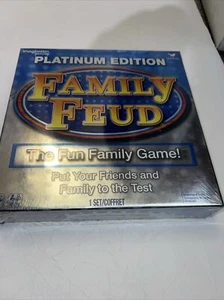 PLATINUM EDITION
FAMILY
FEUD
The Fun Family Game!
Put Your Friends and
Family to the Test
1 SET/COFFRET